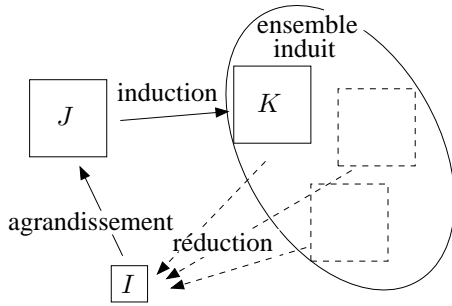 ensemble
induit
induction
J
K
agrandissement
réduction
I